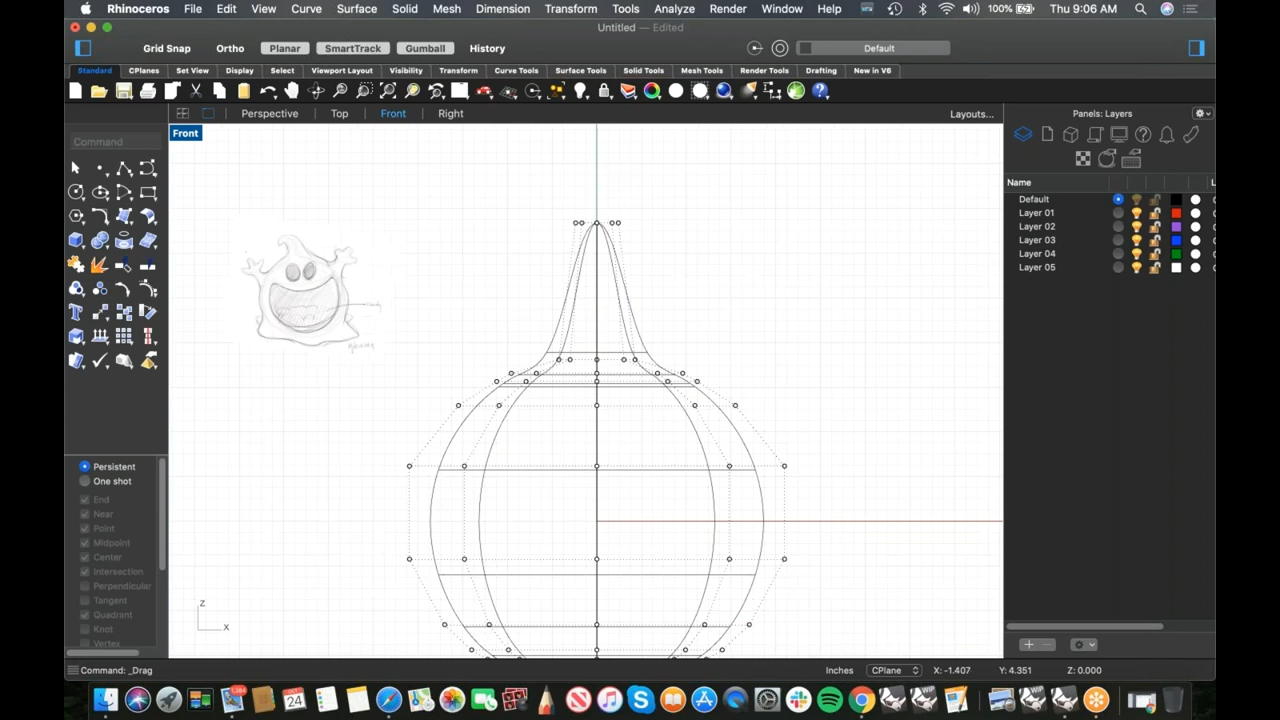 Rhinoceros File Edit View Curve Surface Solid Mesh Dimension Transform Tools Analyze Render Window Help 100% Thu 9:06 AM
Untitled — Edited
Grid Snap Ortho Planar SmartTrack Gumball History Default
Standard CPlanes Set View Display Select Viewport Layout Visibility Transform Curve Tools Surface Tools Solid Tools Mesh Tools Render Tools Drafting New in V6
Perspective Top Front Right Layouts... Panels: Layers
Front
Command
Name
Default
Layer 01
Layer 02
Layer 03
Layer 04
Layer 05
Persistent
One shot
End
Near
Point
Midpoint
Center
Intersection
Perpendicular
Tangent
Quadrant
Knot
Vertex
Z
X
Command: _Drag Inches CPlane X: -1.407 Y: 4.351 Z: 0.000
OCT
24